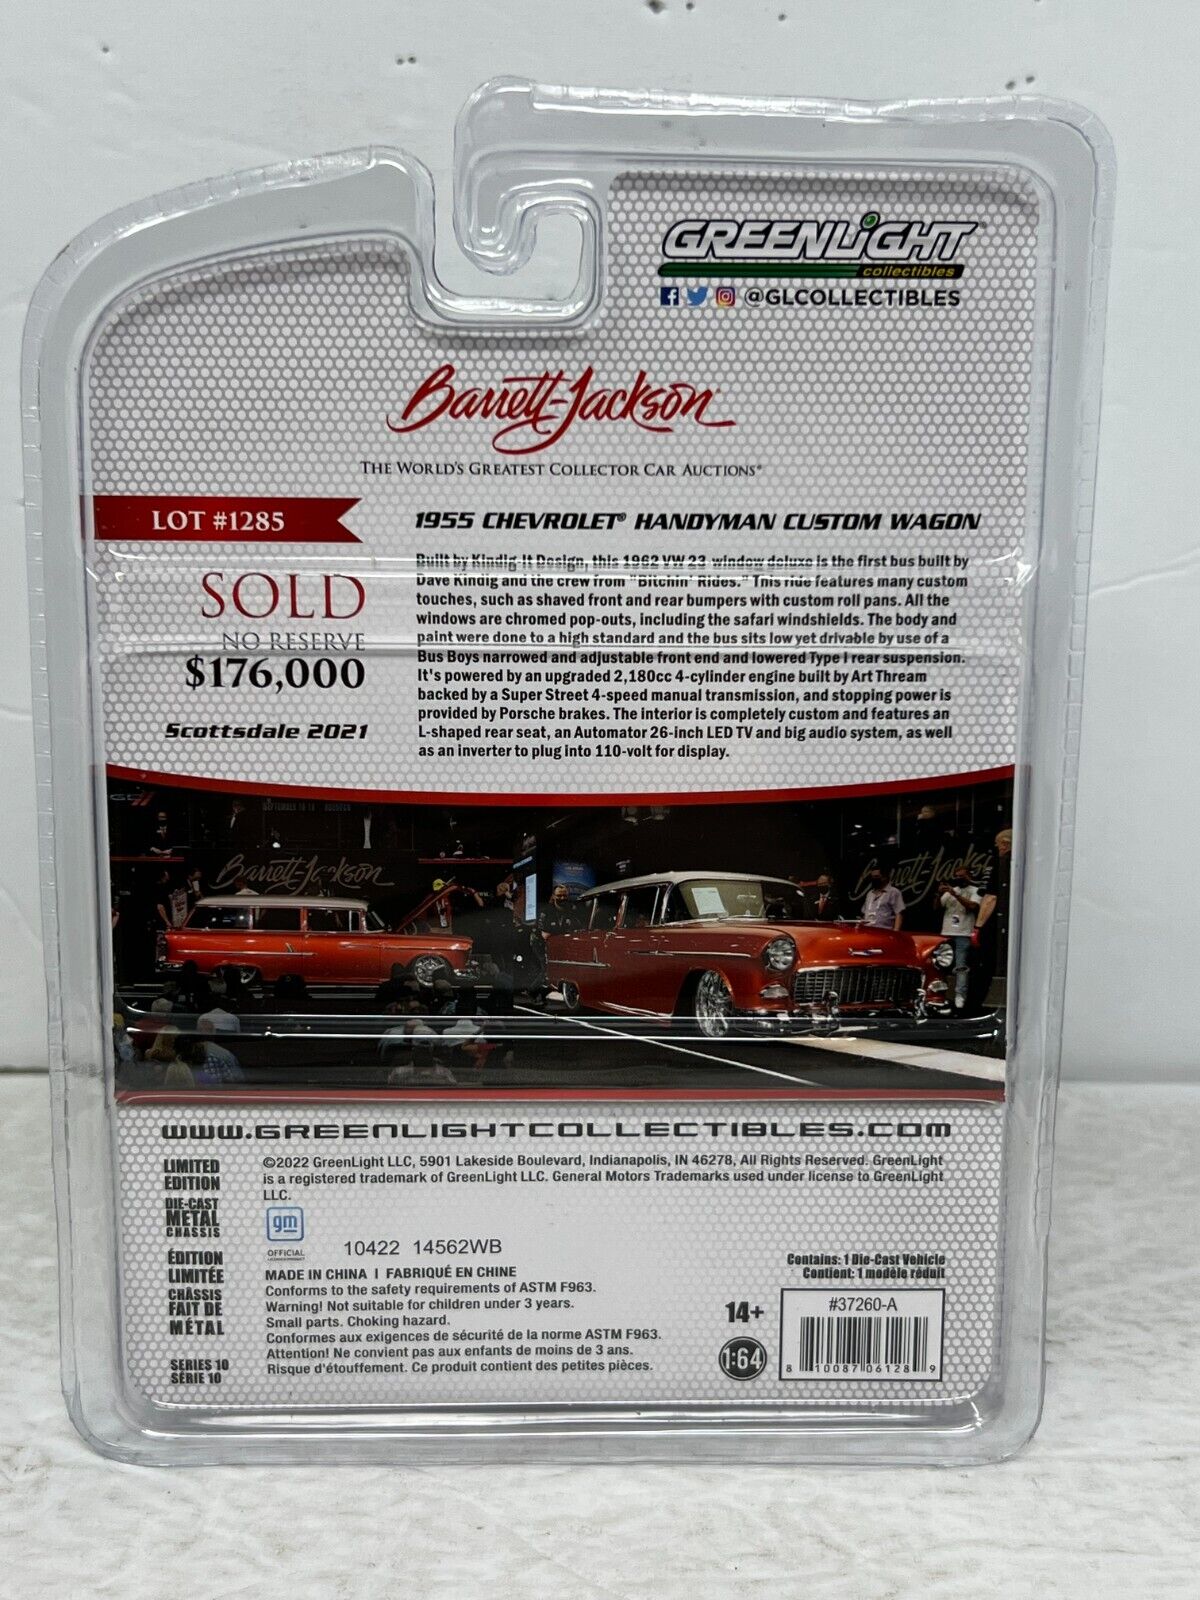 GREENLiGHT
collectibles
@GLCOLLECTIBLES
Barrett-Jackson
THE WORLD'S GREATEST COLLECTOR CAR AUCTIONS®
LOT #1285
SOLD
NO RESERVE
$176,000
Scottsdale 2021
1955 CHEVROLET® HANDYMAN CUSTOM WAGON
Built by Kindig-It Design, this 1962 VW 23-window deluxe is the first bus built by
Dave Kindig and the crew from "Bitchin' Rides." This ride features many custom
touches, such as shaved front and rear bumpers with custom roll pans. All the
windows are chromed pop-outs, including the safari windshields. The body and
paint were done to a high standard and the bus sits low yet drivable by use of a
Bus Boys narrowed and adjustable front end and lowered Type I rear suspension.
It's powered by an upgraded 2,180cc 4-cylinder engine built by Art Thream
backed by a Super Street 4-speed manual transmission, and stopping power is
provided by Porsche brakes. The interior is completely custom and features an
L-shaped rear seat, an Automator 26-inch LED TV and big audio system, as well
as an inverter to plug into 110-volt for display.
Barrett-Jackson
Barrett-Jackson
www.GREENLIGHTCOLLECTIBLES.com
LIMITED
EDITION
DIE-CAST
METAL
CHASSIS
ÉDITION
LIMITÉE
CHÂSSIS
FAIT DE
MÉTAL
SERIES 10
SÉRIE 10
©2022 GreenLight LLC, 5901 Lakeside Boulevard, Indianapolis, IN 46278, All Rights Reserved. GreenLight
is a registered trademark of GreenLight LLC. General Motors Trademarks used under license to GreenLight
LLC.
gm
OFFICIAL
LICENSED PRODUCT
10422 14562WB
MADE IN CHINA I FABRIQUÉ EN CHINE
Conforms to the safety requirements of ASTM F963.
Warning! Not suitable for children under 3 years.
Small parts. Choking hazard.
Conformes aux exigences de sécurité de la norme ASTM F963.
Attention! Ne convient pas aux enfants de moins de 3 ans.
Risque d'étouffement. Ce produit contient des petites pièces.
Contains: 1 Die-Cast Vehicle
Contient: 1 modèle réduit
14+
1:64
#37260-A
8 10087 06128 9